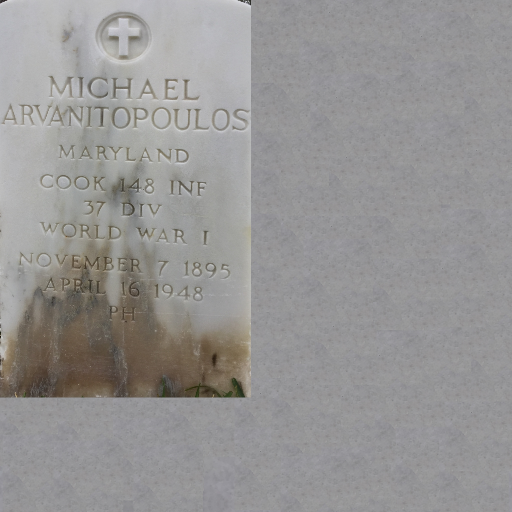 MICHAEL
ARVANITOPOULOS
MARYLAND
COOK 148 INF
37 DIV
WORLD WAR I
NOVEMBER 7 1895
APRIL 16 1948
PH